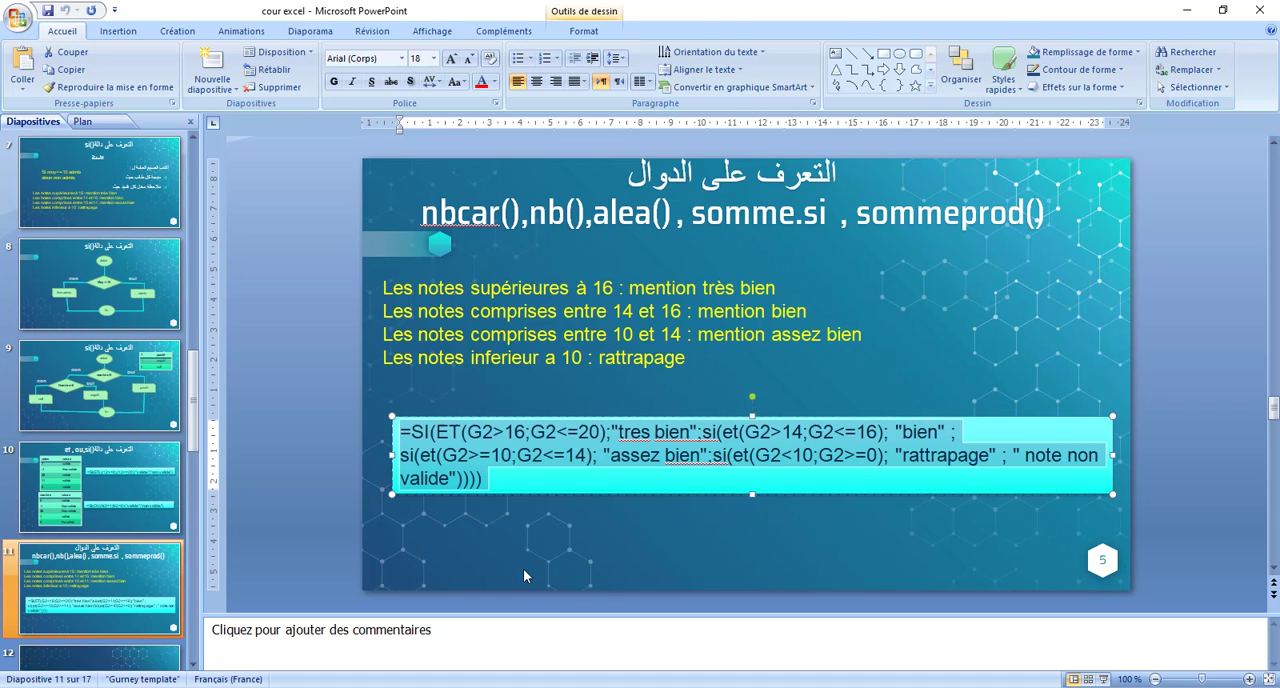 cour excel - Microsoft PowerPoint
Outils de dessin
Accueil Insertion Création Animations Diaporama Révision Affichage Compléments Format
Coller
Couper
Copier
Reproduire la mise en forme
Presse-papiers
Nouvelle diapositive
Disposition
Rétablir
Supprimer
Diapositives
Arial (Corps) 18
Police
Paragraphe
Orientation du texte
Aligner le texte
Convertir en graphique SmartArt
Organiser
Styles rapides
Remplissage de forme
Contour de forme
Effets sur la forme
Dessin
Rechercher
Remplacer
Sélectionner
Modification
Diapositives Plan
7
8
9
10
11
12
التعرف على الدوال
nbcar(),nb(),alea() , somme.si , sommeprod()
Les notes supérieures à 16 : mention très bien
Les notes comprises entre 14 et 16 : mention bien
Les notes comprises entre 10 et 14 : mention assez bien
Les notes inferieur a 10 : rattrapage
=SI(ET(G2>16;G2<=20);"tres bien";si(et(G2>14;G2<=16); "bien" ;
si(et(G2>=10;G2<=14); "assez bien";si(et(G2<10;G2>=0); "rattrapage" ; " note non
valide"))))
5
Cliquez pour ajouter des commentaires
Diapositive 11 sur 17 "Gurney template" Français (France) 100 %